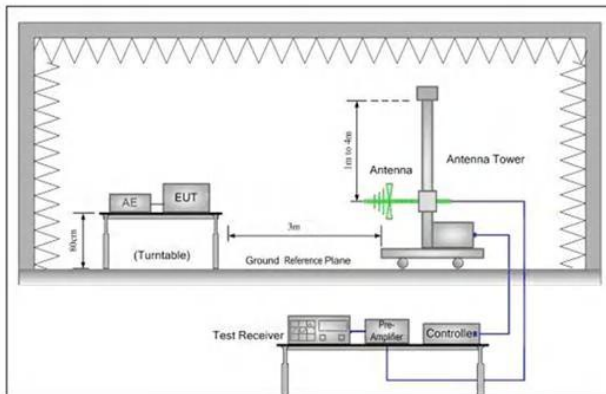 1m to 4m
Antenna
Antenna Tower
AE
EUT
80cm
(Turntable)
3m
Ground Reference Plane
Test Receiver
Pre-
Amplifier
Controller